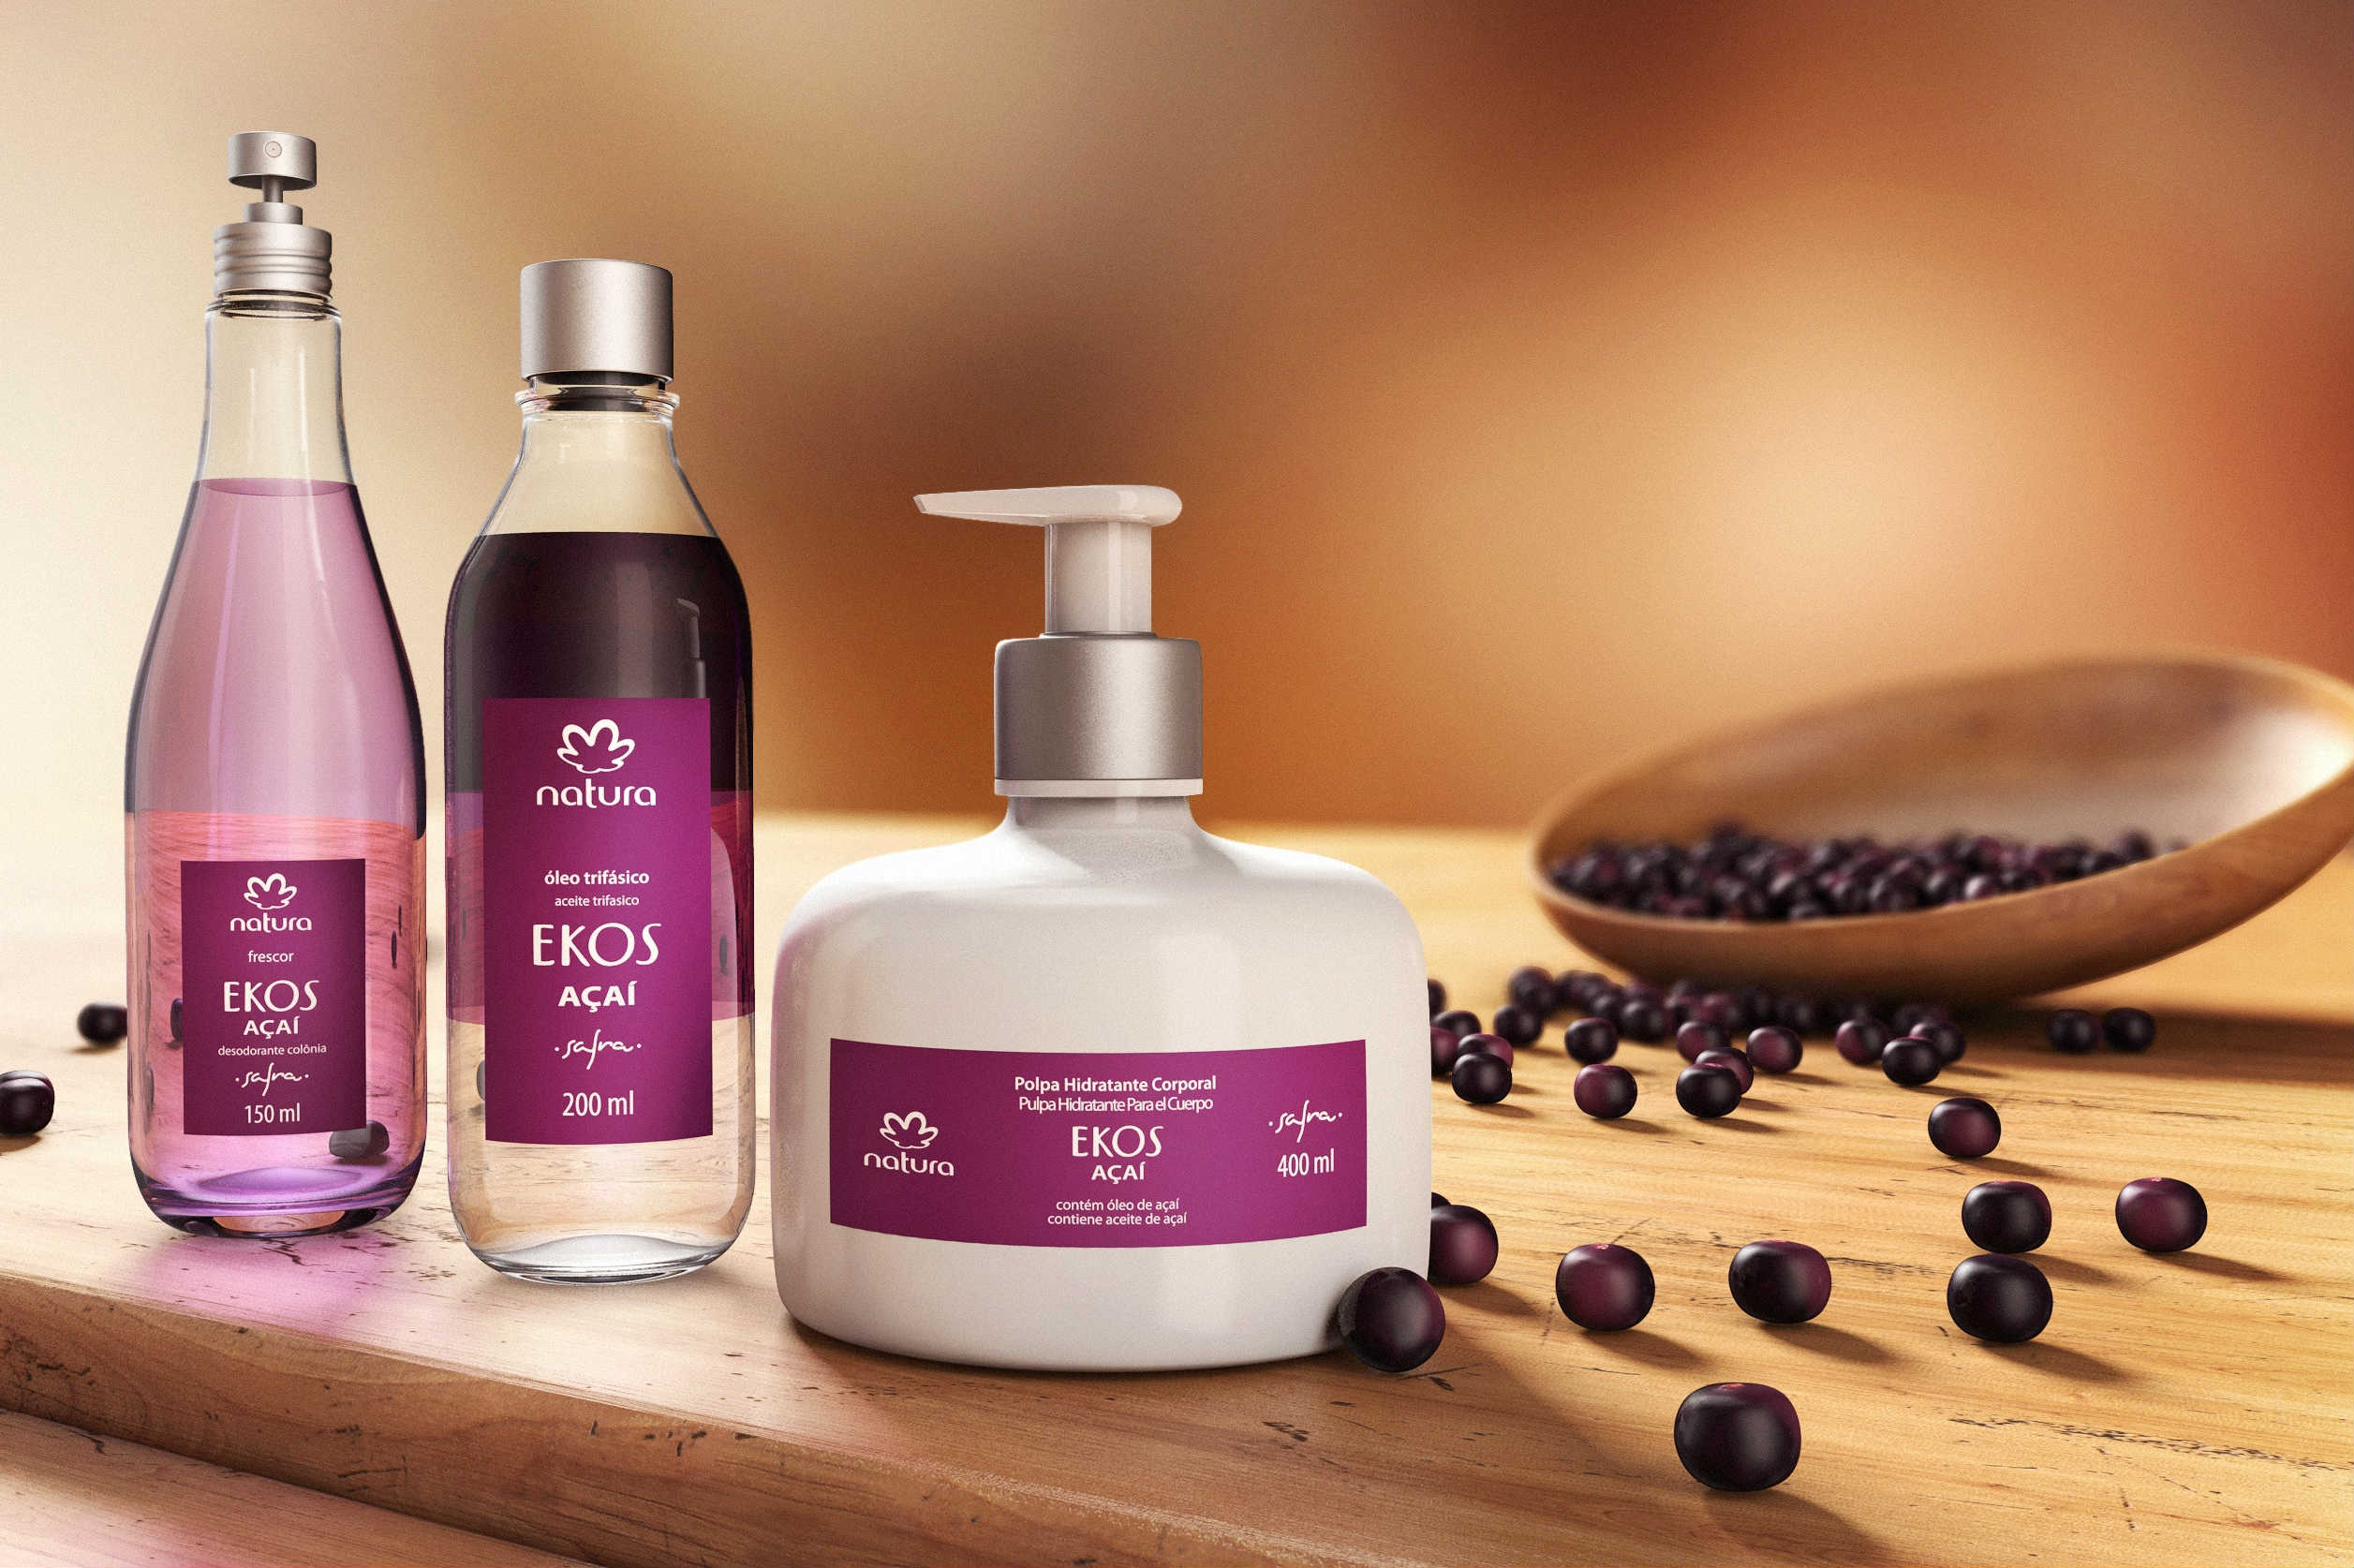 natura
frescor
EKOS
AÇAÍ
desodorante colônia
·safra·
150 ml
natura
óleo trifásico
aceite trifasico
EKOS
AÇAÍ
·safra·
200 ml
natura
Polpa Hidratante Corporal
Pulpa Hidratante Para el Cuerpo
EKOS
AÇAÍ
contém óleo de açaí
contiene aceite de açaí
·safra·
400 ml